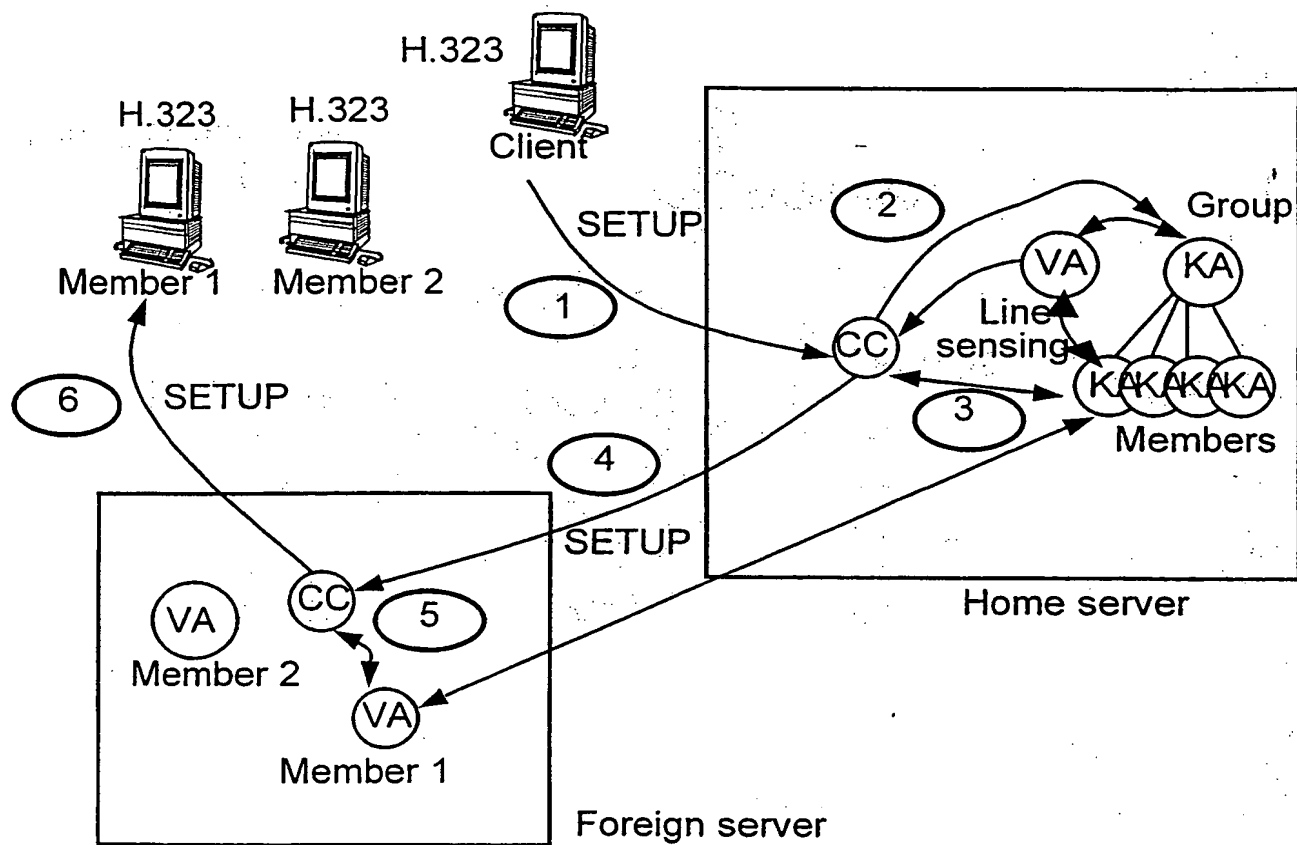 H.323
Client
H.323
Member 1
H.323
Member 2
SETUP
1
2
Group
VA
KA
Line
sensing
CC
KA
KA
KA
KA
Members
3
Home server
6
SETUP
4
SETUP
CC
5
VA
Member 2
VA
Member 1
Foreign server